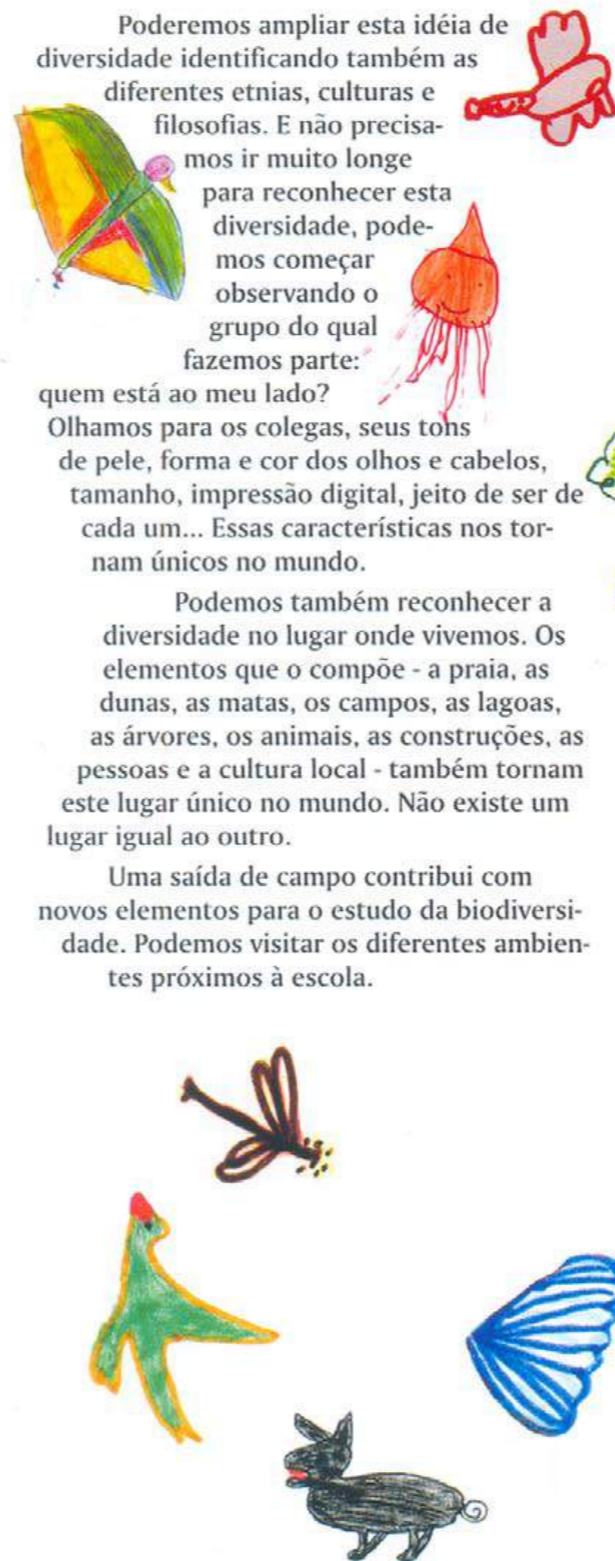 Poderemos ampliar esta idéia de
diversidade identificando também as
diferentes etnias, culturas e
filosofias. E não precisa-
mos ir muito longe
para reconhecer esta
diversidade, pode-
mos começar
observando o
grupo do qual
fazemos parte:
quem está ao meu lado?
Olhamos para os colegas, seus tons
de pele, forma e cor dos olhos e cabelos,
tamanho, impressão digital, jeito de ser de
cada um... Essas características nos tor-
nam únicos no mundo.
Podemos também reconhecer a
diversidade no lugar onde vivemos. Os
elementos que o compõe - a praia, as
dunas, as matas, os campos, as lagoas,
as árvores, os animais, as construções, as
pessoas e a cultura local - também tornam
este lugar único no mundo. Não existe um
lugar igual ao outro.
Uma saída de campo contribui com
novos elementos para o estudo da biodiversi-
dade. Podemos visitar os diferentes ambien-
tes próximos à escola.